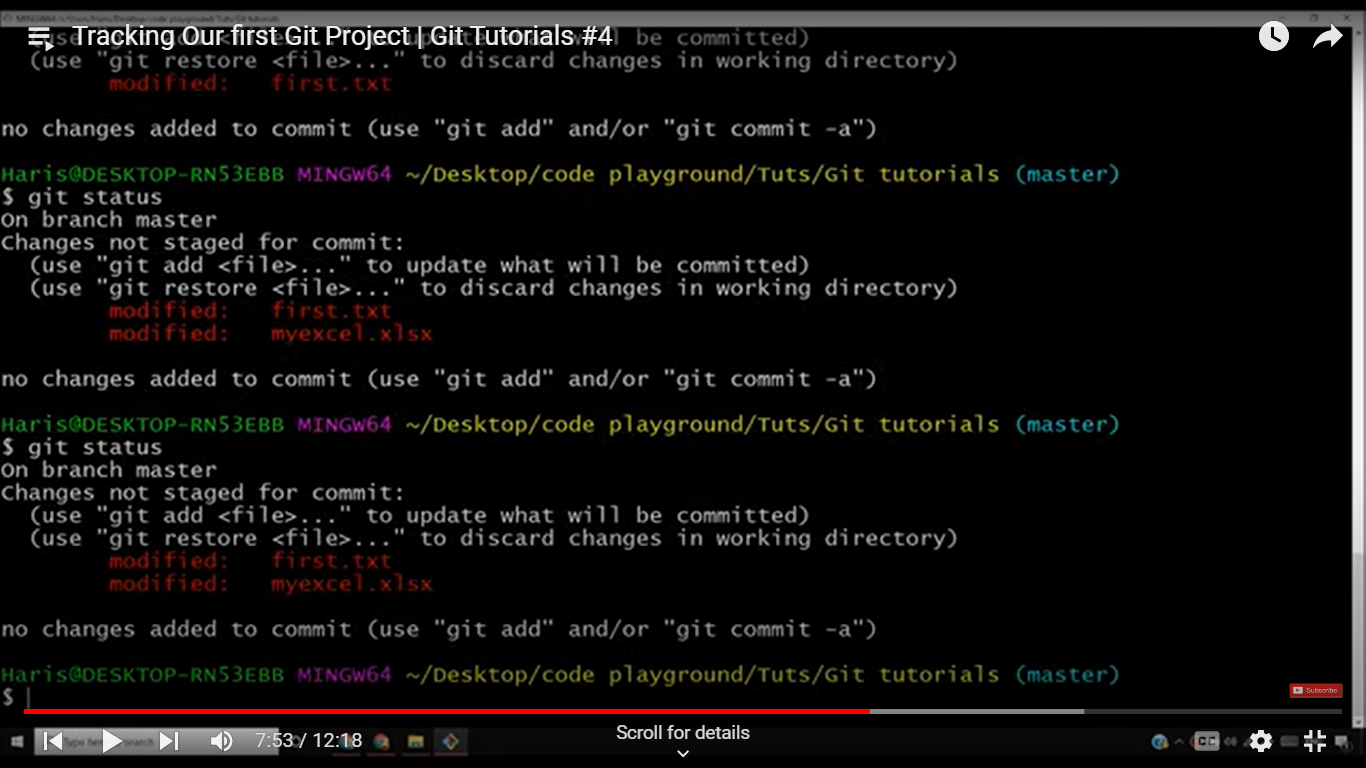 Tracking Our first Git Project | Git Tutorials #4
be committed)
(use "git restore <file>..." to discard changes in working directory)
modified: first.txt
no changes added to commit (use "git add" and/or "git commit -a")
Haris@DESKTOP-RN53EBB MINGW64 ~/Desktop/code playground/Tuts/Git tutorials (master)
$ git status
On branch master
Changes not staged for commit:
(use "git add <file>..." to update what will be committed)
(use "git restore <file>..." to discard changes in working directory)
modified: first.txt
modified: myexcel.xlsx
no changes added to commit (use "git add" and/or "git commit -a")
Haris@DESKTOP-RN53EBB MINGW64 ~/Desktop/code playground/Tuts/Git tutorials (master)
$ git status
On branch master
Changes not staged for commit:
(use "git add <file>..." to update what will be committed)
(use "git restore <file>..." to discard changes in working directory)
modified: first.txt
modified: myexcel.xlsx
no changes added to commit (use "git add" and/or "git commit -a")
Haris@DESKTOP-RN53EBB MINGW64 ~/Desktop/code playground/Tuts/Git tutorials (master)
$
Subscribe
7:53 / 12:18
Scroll for details
CC